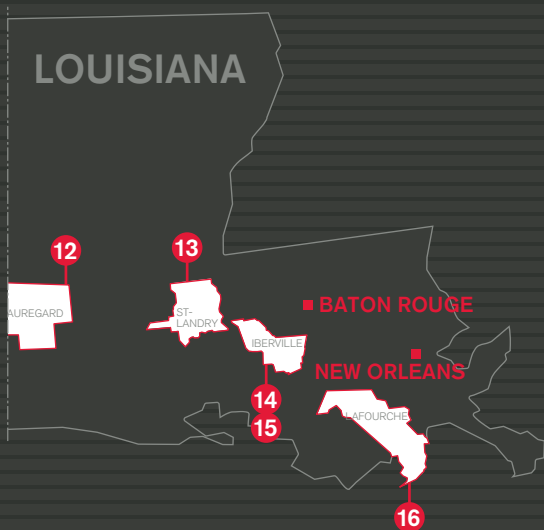 LOUISIANA
12
13
AUREGARD
ST-
LANDRY
BATON ROUGE
IBERVILLE
NEW ORLEANS
14
15
LAFOURCHE
16